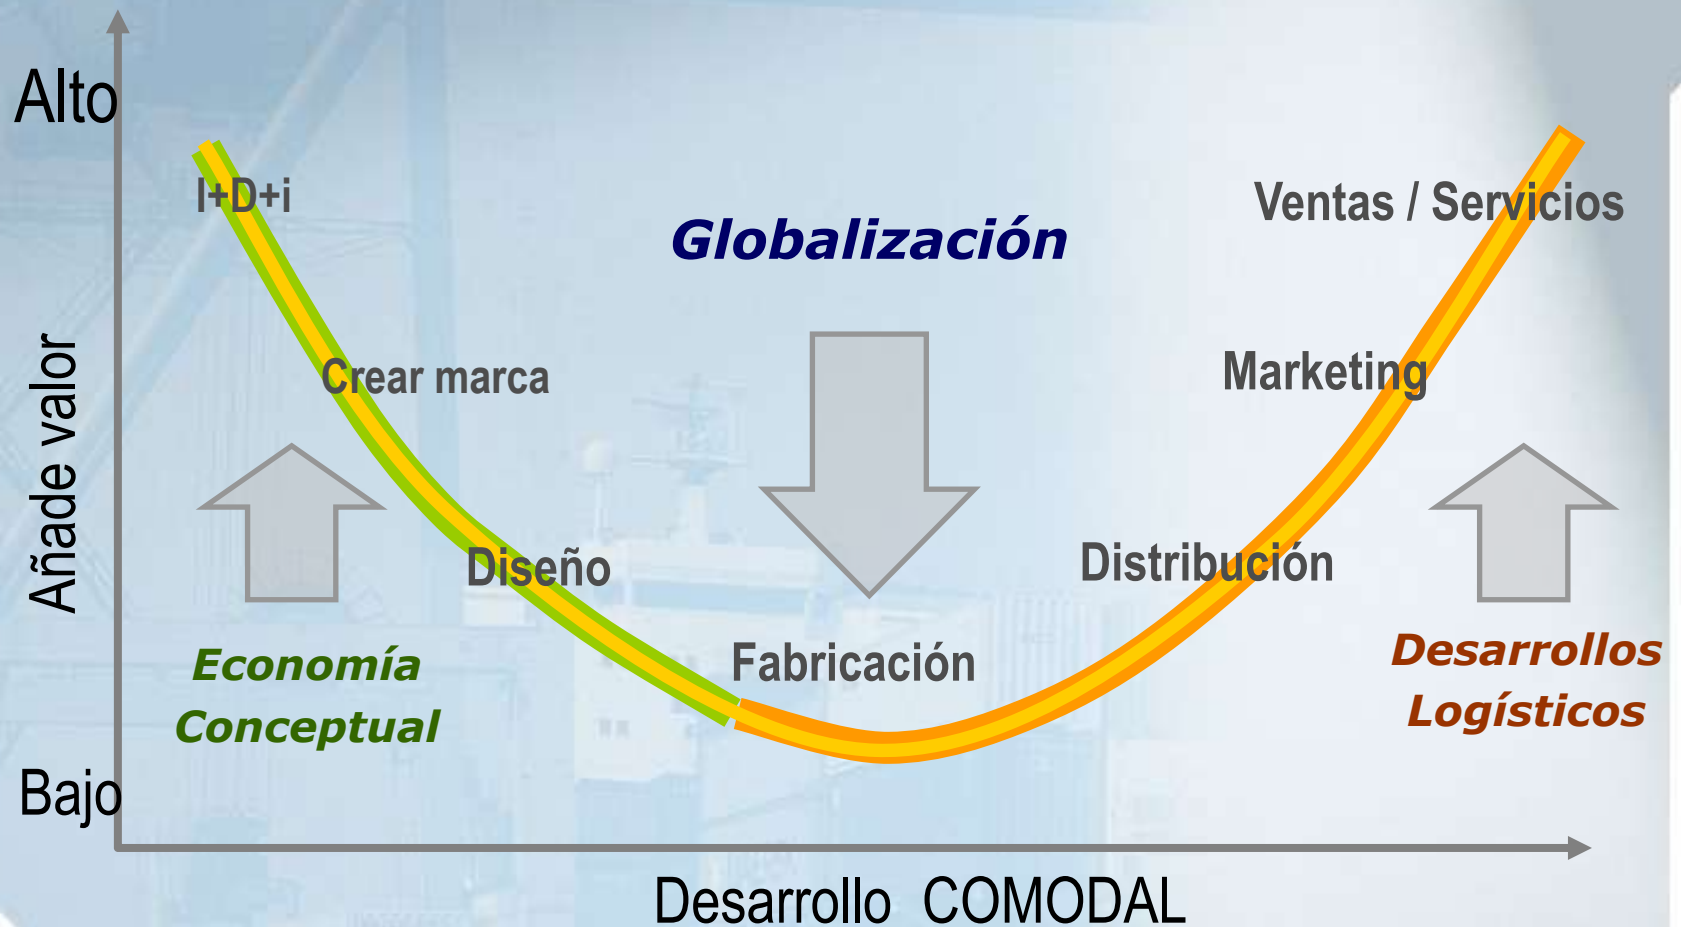 Alto
I+D+i
Ventas / Servicios
Globalización
Crear marca
Marketing
Añade valor
Diseño
Distribución
Fabricación
Economía
Conceptual
Desarrollos
Logísticos
Bajo
Desarrollo COMODAL